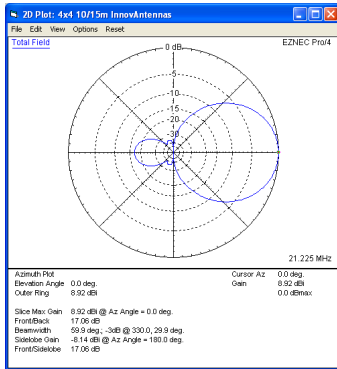 2D Plot: 4x4 10/15m InnovAntennas
File Edit View Options Reset
Total Field
EZNEC Pro/4
0 dB
-5
-10
-15
-20
-30
21.225 MHz
Azimuth Plot
Elevation Angle 0.0 deg.
Outer Ring 8.92 dBi
Cursor Az 0.0 deg.
Gain 8.92 dBi
0.0 dBmax
Slice Max Gain 8.92 dBi @ Az Angle = 0.0 deg.
Front/Back 17.06 dB
Beamwidth 59.9 deg.; -3dB @ 330.0, 29.9 deg.
Sidelobe Gain -8.14 dBi @ Az Angle = 180.0 deg.
Front/Sidelobe 17.06 dB